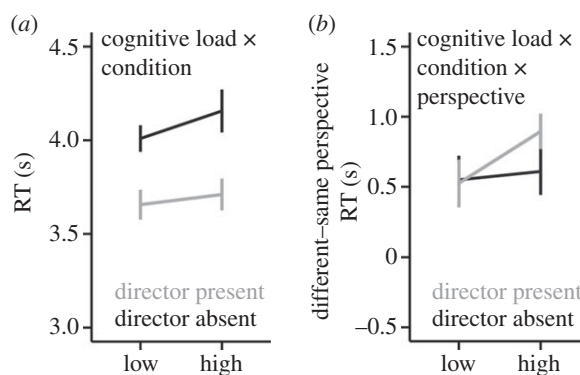 (a)
cognitive load ×
condition
RT (s)
4.5
4.0
3.5
3.0
director present
director absent
low high
(b)
cognitive load ×
condition ×
perspective
different–same perspective
RT (s)
1.5
1.0
0.5
0
–0.5
director present
director absent
low high